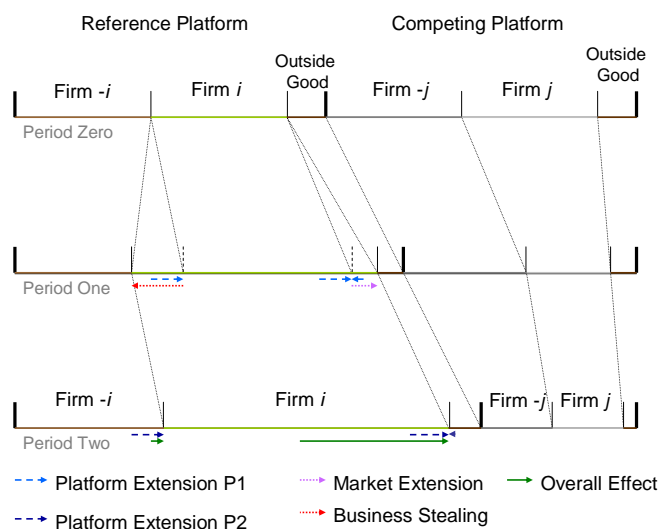 Reference Platform Competing Platform
Outside Good Outside Good
Firm -i Firm i Firm -j Firm j
Period Zero
Period One
Firm -i Firm i Firm -j Firm j
Period Two
Platform Extension P1 Market Extension Overall Effect
Platform Extension P2 Business Stealing